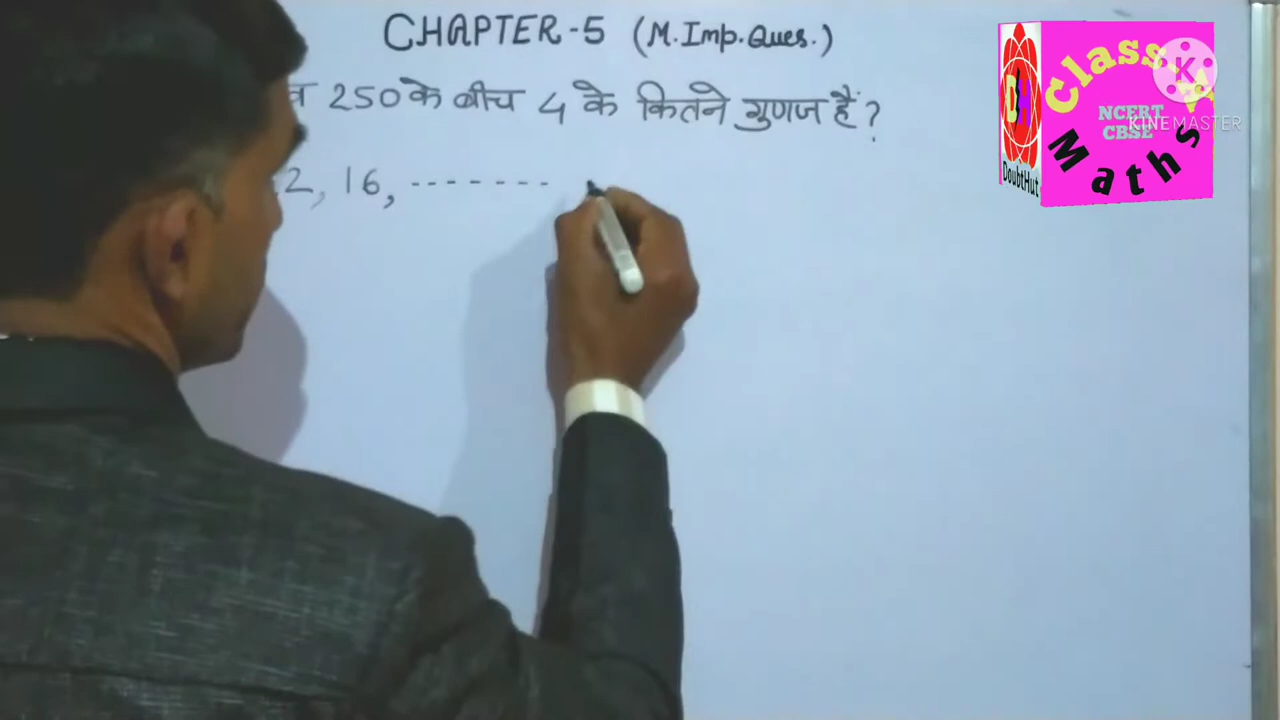 CHAPTER-5 (M.Imp.Ques.)
व 250 के बीच 4 के कितने गुणज हैं?
2, 16, -------
Class
K
NCERT
KINEMASTER
CBSE
Maths
DoubtHut